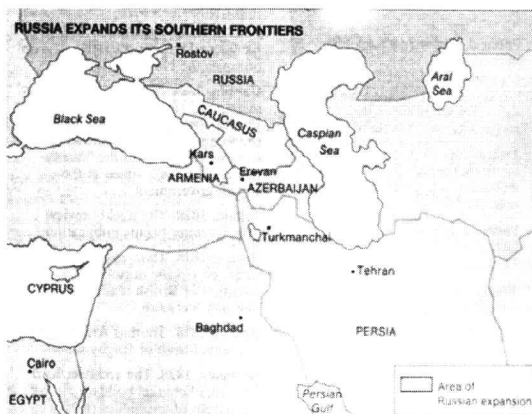 RUSSIA EXPANDS ITS SOUTHERN FRONTIERS
Rostov
RUSSIA
Aral
Sea
Black Sea
CAUCASUS
Caspian
Sea
Kars
Erevan
ARMENIA
AZERBAIJAN
Turkmanchai
Tehran
CYPRUS
Baghdad
PERSIA
Cairo
EGYPT
Persian
Gulf
Area of
Russian expansion